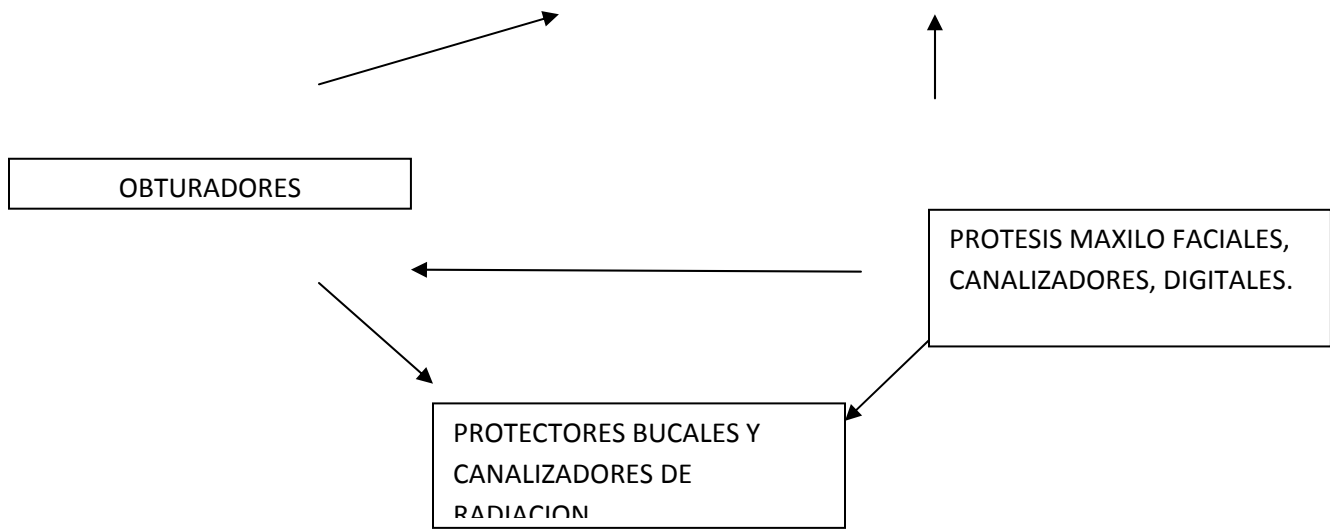 OBTURADORES
PROTESIS MAXILO FACIALES,
CANALIZADORES, DIGITALES.
PROTECTORES BUCALES Y
CANALIZADORES DE
RADIACION